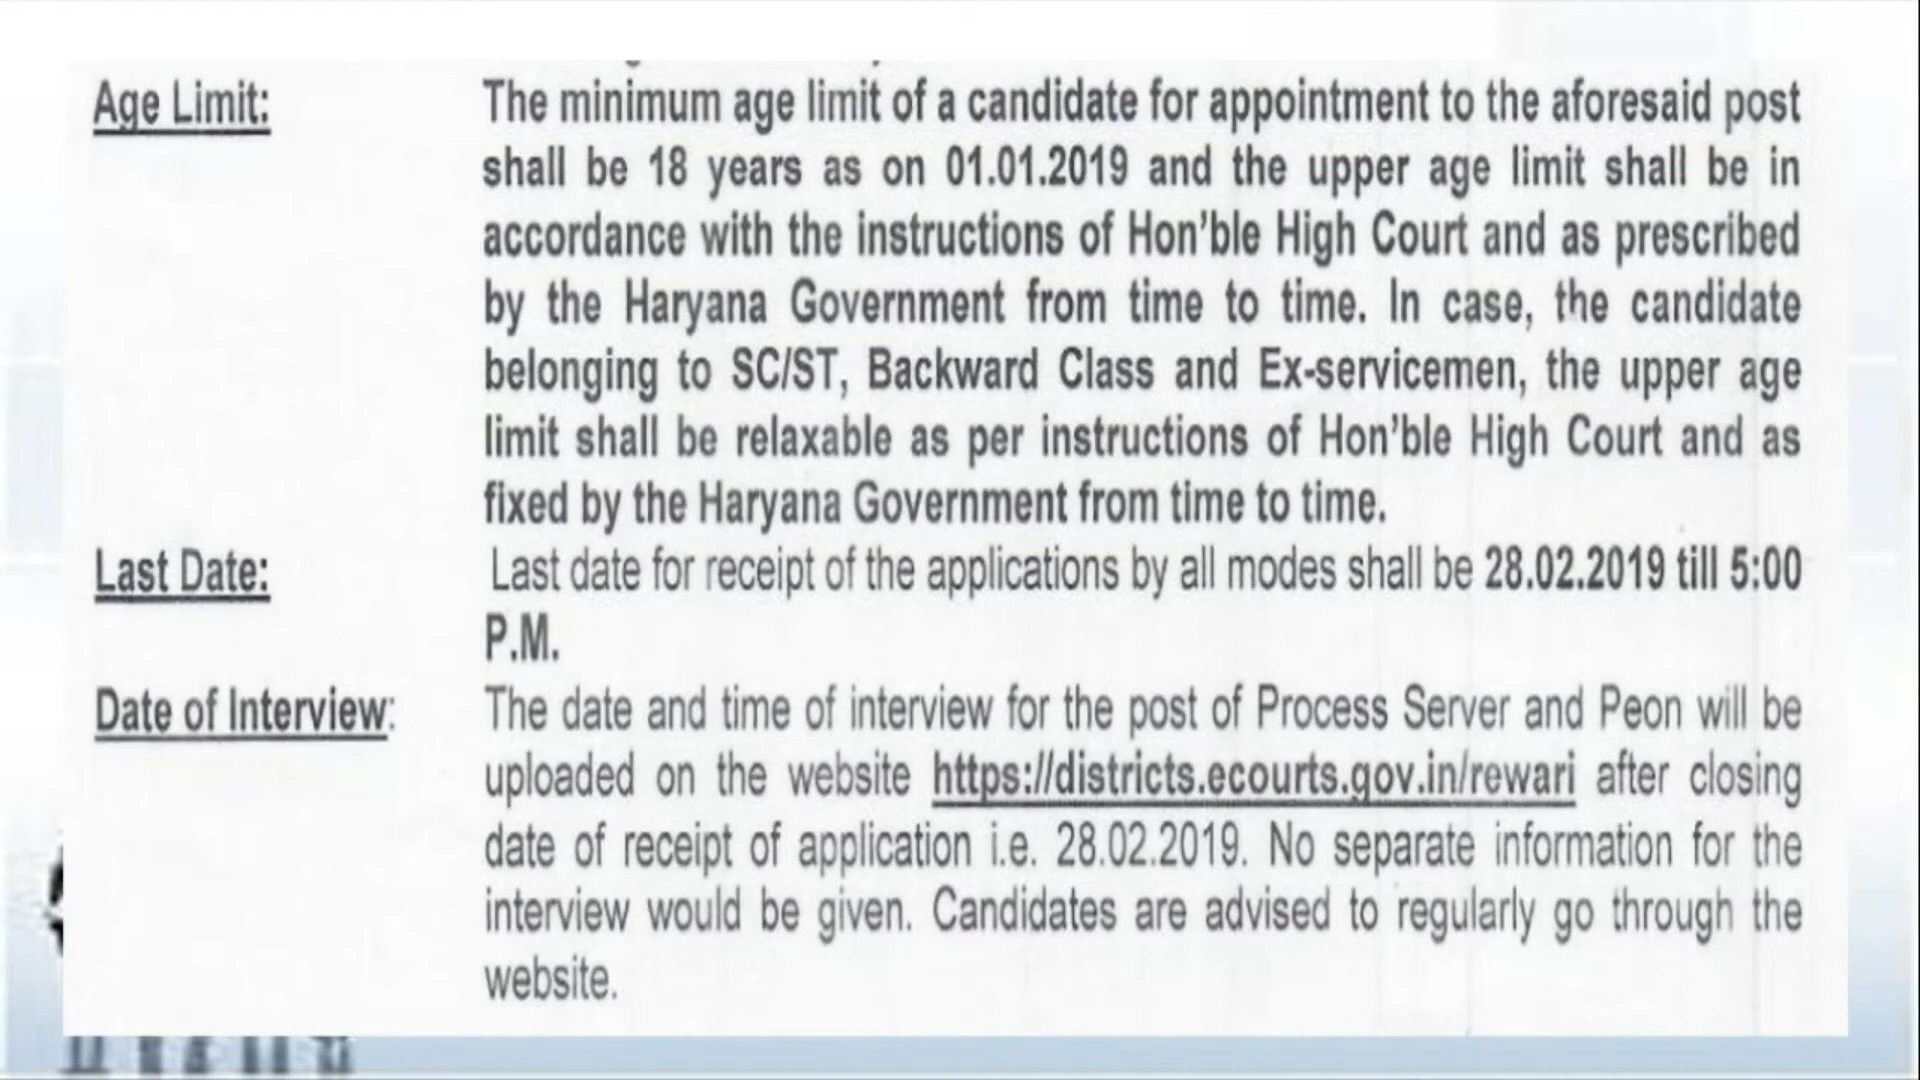 Age Limit: The minimum age limit of a candidate for appointment to the aforesaid post
shall be 18 years as on 01.01.2019 and the upper age limit shall be in
accordance with the instructions of Hon'ble High Court and as prescribed
by the Haryana Government from time to time. In case, the candidate
belonging to SC/ST, Backward Class and Ex-servicemen, the upper age
limit shall be relaxable as per instructions of Hon'ble High Court and as
fixed by the Haryana Government from time to time.
Last Date: Last date for receipt of the applications by all modes shall be 28.02.2019 till 5:00
P.M.
Date of Interview: The date and time of interview for the post of Process Server and Peon will be
uploaded on the website https://districts.ecourts.gov.in/rewari after closing
date of receipt of application i.e. 28.02.2019. No separate information for the
interview would be given. Candidates are advised to regularly go through the
website.